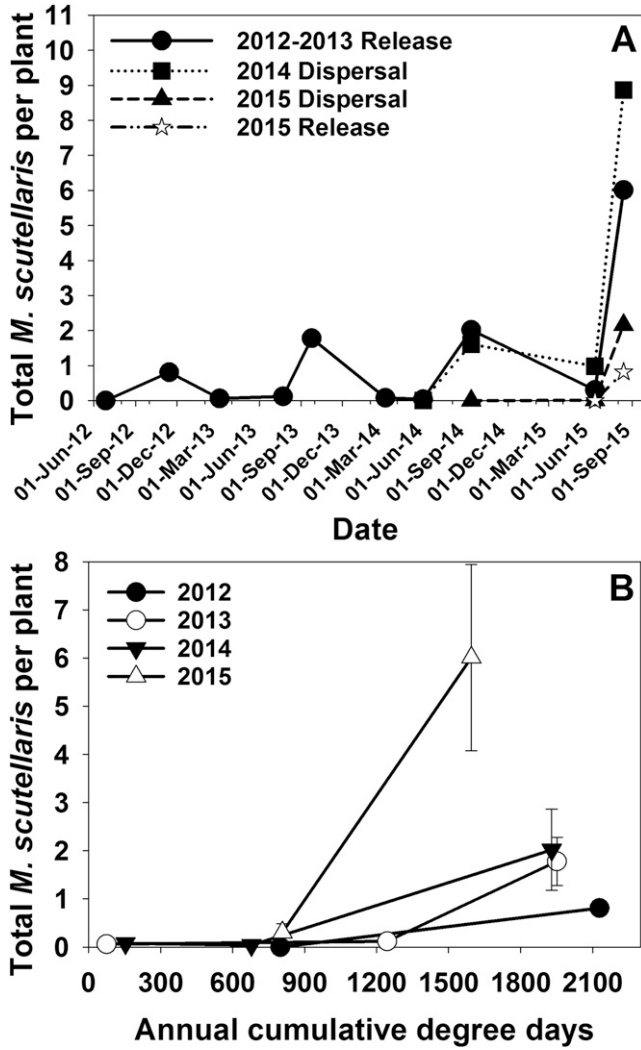 A
2012-2013 Release
2014 Dispersal
2015 Dispersal
2015 Release
Total M. scutellaris per plant
11
10
9
8
7
6
5
4
3
2
1
0
01-Jun-12
01-Sep-12
01-Dec-12
01-Mar-13
01-Jun-13
01-Sep-13
01-Dec-13
01-Mar-14
01-Jun-14
01-Sep-14
01-Dec-14
01-Mar-15
01-Jun-15
01-Sep-15
Date
B
2012
2013
2014
2015
Total M. scutellaris per plant
8
7
6
5
4
3
2
1
0
0 300 600 900 1200 1500 1800 2100
Annual cumulative degree days